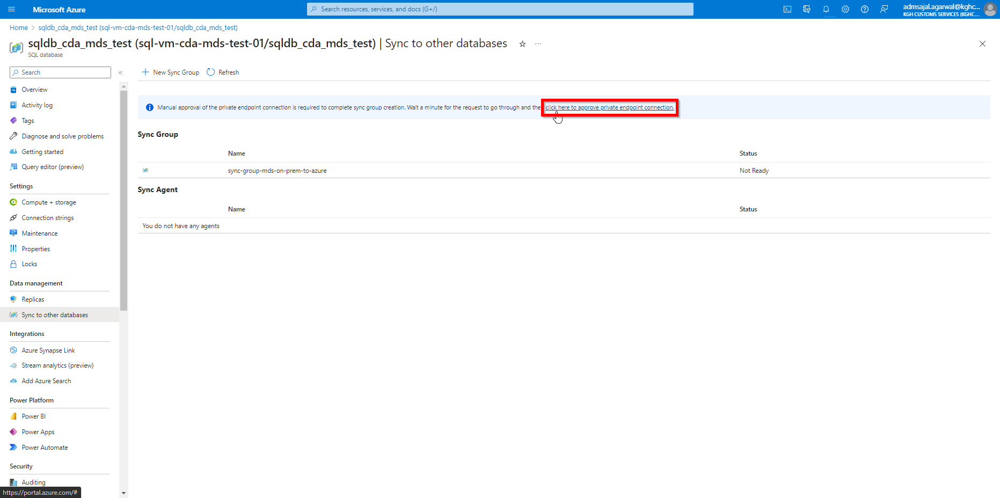 Microsoft Azure
Search resources, services, and docs (G+/)
admsajal.agarwal@kghc...
KGH CUSTOMS SERVICES (KGHC....
Home > sqldb_cda_mds_test (sql-vm-cda-mds-test-01/sqldb_cda_mds_test)
sqldb_cda_mds_test (sql-vm-cda-mds-test-01/sqldb_cda_mds_test) | Sync to other databases
SQL database
Search
«
New Sync Group
Refresh
Overview
Activity log
Tags
Diagnose and solve problems
Getting started
Query editor (preview)
Settings
Compute + storage
Connection strings
Maintenance
Properties
Locks
Data management
Replicas
Sync to other databases
Integrations
Azure Synapse Link
Stream analytics (preview)
Add Azure Search
Power Platform
Power BI
Power Apps
Power Automate
Security
Auditing
https://portal.azure.com/#
Manual approval of the private endpoint connection is required to complete sync group creation. Wait a minute for the request to go through and the click here to approve private endpoint connection.
Sync Group
Name Status
sync-group-mds-on-prem-to-azure Not Ready
Sync Agent
Name Status
You do not have any agents